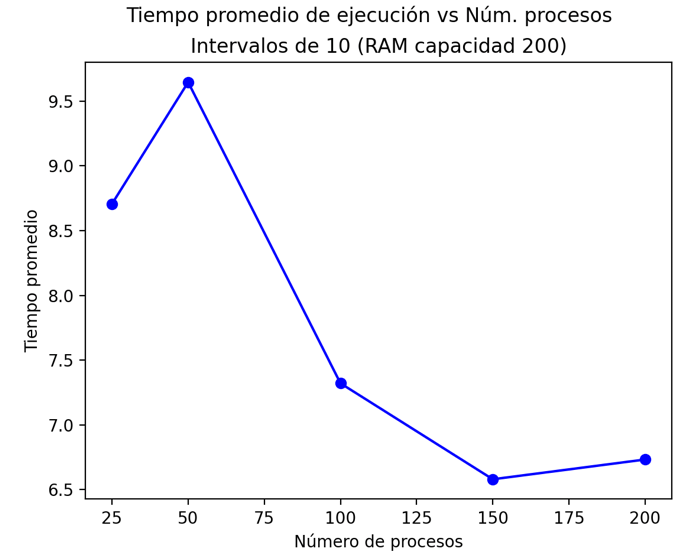 Tiempo promedio de ejecución vs Núm. procesos
Intervalos de 10 (RAM capacidad 200)
Tiempo promedio
9.5
9.0
8.5
8.0
7.5
7.0
6.5
25 50 75 100 125 150 175 200
Número de procesos